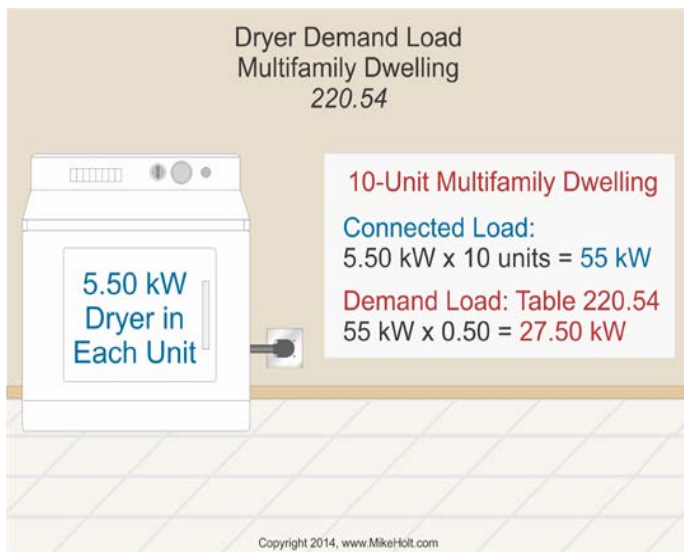 Dryer Demand Load
Multifamily Dwelling
220.54
5.50 kW
Dryer in
Each Unit
10-Unit Multifamily Dwelling
Connected Load:
5.50 kW x 10 units = 55 kW
Demand Load: Table 220.54
55 kW x 0.50 = 27.50 kW
Copyright 2014, www.MikeHolt.com